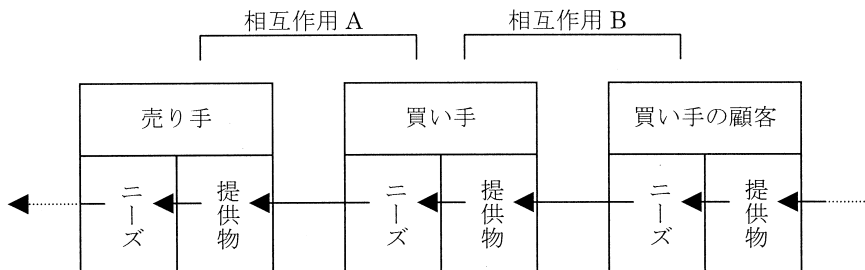 相互作用 A
相互作用 B
売り手
買い手
買い手の顧客
ニーズ
提供物
ニーズ
提供物
ニーズ
提供物